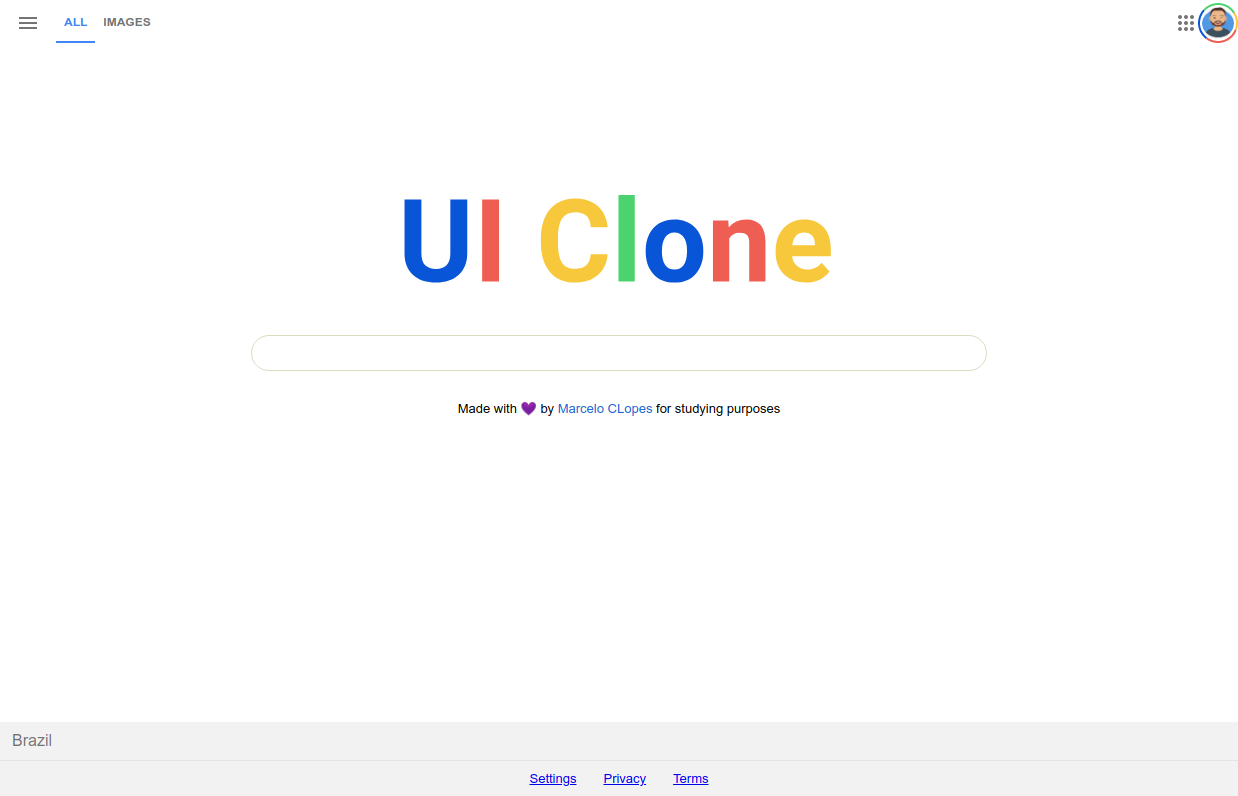 ALL IMAGES
UI Clone
Made with 💜 by Marcelo CLopes for studying purposes
Brazil
Settings Privacy Terms